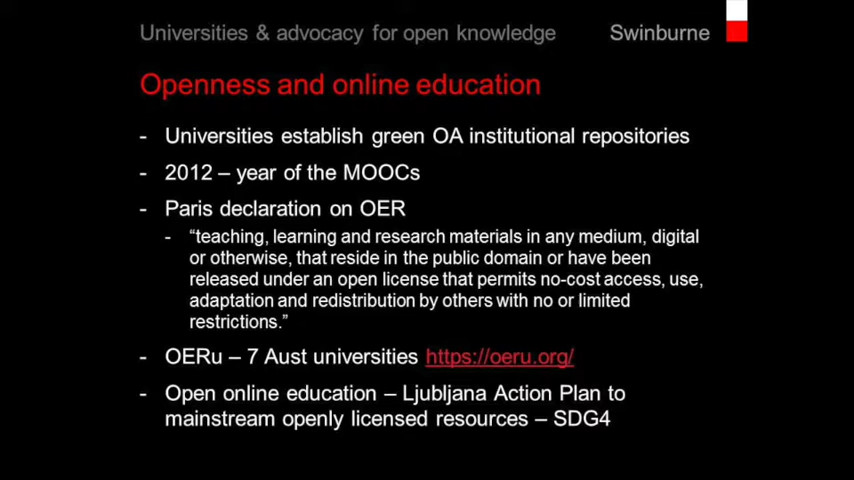 Universities & advocacy for open knowledge Swinburne
Openness and online education
- Universities establish green OA institutional repositories
- 2012 – year of the MOOCs
- Paris declaration on OER
- “teaching, learning and research materials in any medium, digital
or otherwise, that reside in the public domain or have been
released under an open license that permits no-cost access, use,
adaptation and redistribution by others with no or limited
restrictions.”
- OERu – 7 Aust universities https://oeru.org/
- Open online education – Ljubljana Action Plan to
mainstream openly licensed resources – SDG4